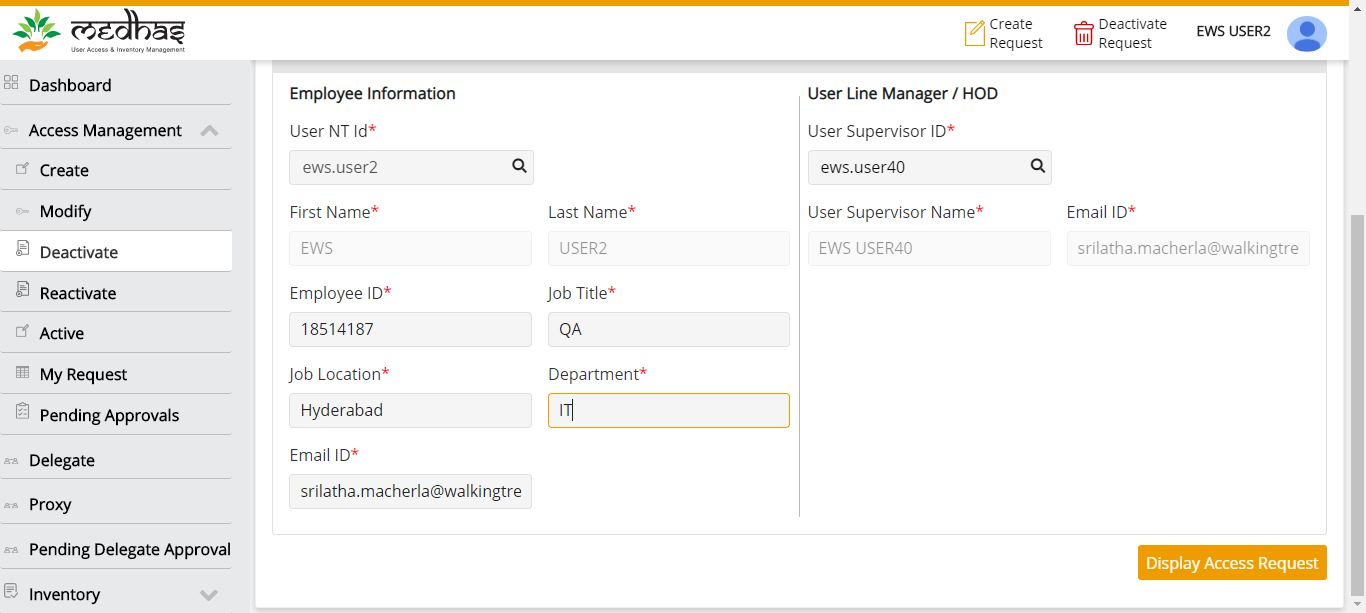 medhas
User Access & Inventory Management
Create
Request
Deactivate
Request
EWS USER2
Dashboard
Access Management
Create
Modify
Deactivate
Reactivate
Active
My Request
Pending Approvals
Delegate
Proxy
Pending Delegate Approval
Inventory
Employee Information
User NT Id*
ews.user2
First Name* Last Name*
EWS USER2
Employee ID* Job Title*
18514187 QA
Job Location* Department*
Hyderabad IT
Email ID*
srilatha.macherla@walkingtre
User Line Manager / HOD
User Supervisor ID*
ews.user40
User Supervisor Name* Email ID*
EWS USER40 srilatha.macherla@walkingtre
Display Access Request